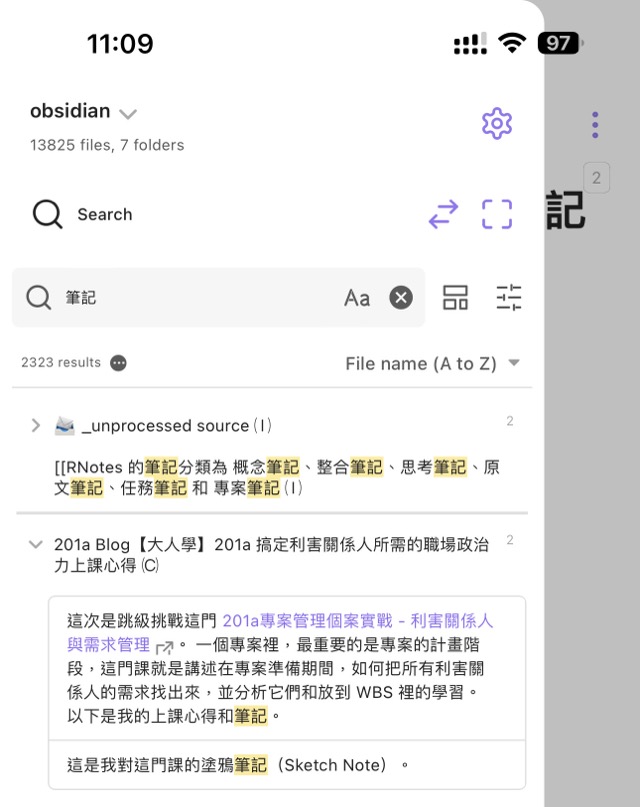 11:09
97
obsidian
13825 files, 7 folders
2
記
Search
筆記
Aa
2323 results
File name (A to Z)
_unprocessed source（I）
2
[[RNotes 的筆記分類為 概念筆記、整合筆記、思考筆記、原
文筆記、任務筆記 和 專案筆記（I）
201a Blog【大人學】201a 搞定利害關係人所需的職場政治
2
力上課心得 (C)
這次是跳級挑戰這門 201a專案管理個案實戰 - 利害關係人
與需求管理 。 一個專案裡，最重要的是專案的計畫階
段，這門課就是講述在專案準備期間，如何把所有利害關
係人的需求找出來，並分析它們和放到 WBS 裡的學習。
以下是我的上課心得和筆記。
這是我對這門課的塗鴉筆記（Sketch Note）。